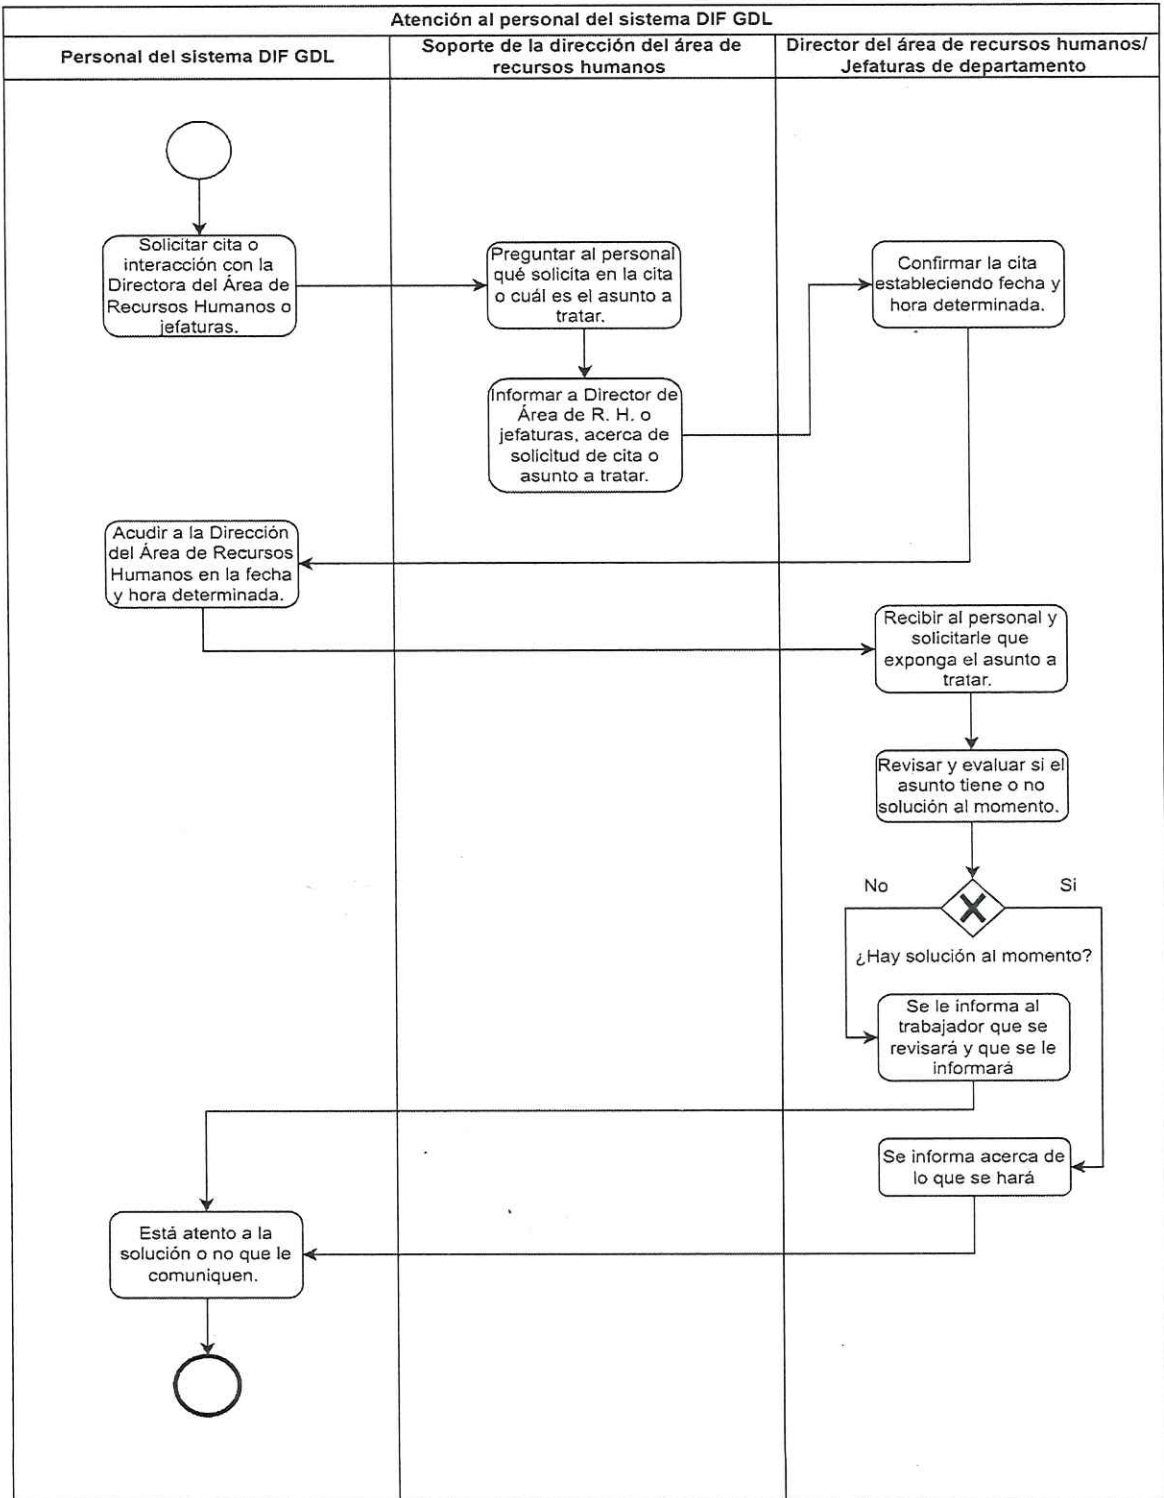 Atención al personal del sistema DIF GDL
Personal del sistema DIF GDL
Soporte de la dirección del área de
recursos humanos
Director del área de recursos humanos/
Jefaturas de departamento
Solicitar cita o
interacción con la
Directora del Área de
Recursos Humanos o
jefaturas.
Preguntar al personal
qué solicita en la cita
o cuál es el asunto a
tratar.
Confirmar la cita
estableciendo fecha y
hora determinada.
Informar a Director de
Área de R. H. o
jefaturas, acerca de
solicitud de cita o
asunto a tratar.
Acudir a la Dirección
del Área de Recursos
Humanos en la fecha
y hora determinada.
Recibir al personal y
solicitarle que
exponga el asunto a
tratar.
Revisar y evaluar si el
asunto tiene o no
solución al momento.
No
Si
¿Hay solución al momento?
Se le informa al
trabajador que se
revisará y que se le
informará
Se informa acerca de
lo que se hará
Está atento a la
solución o no que le
comuniquen.